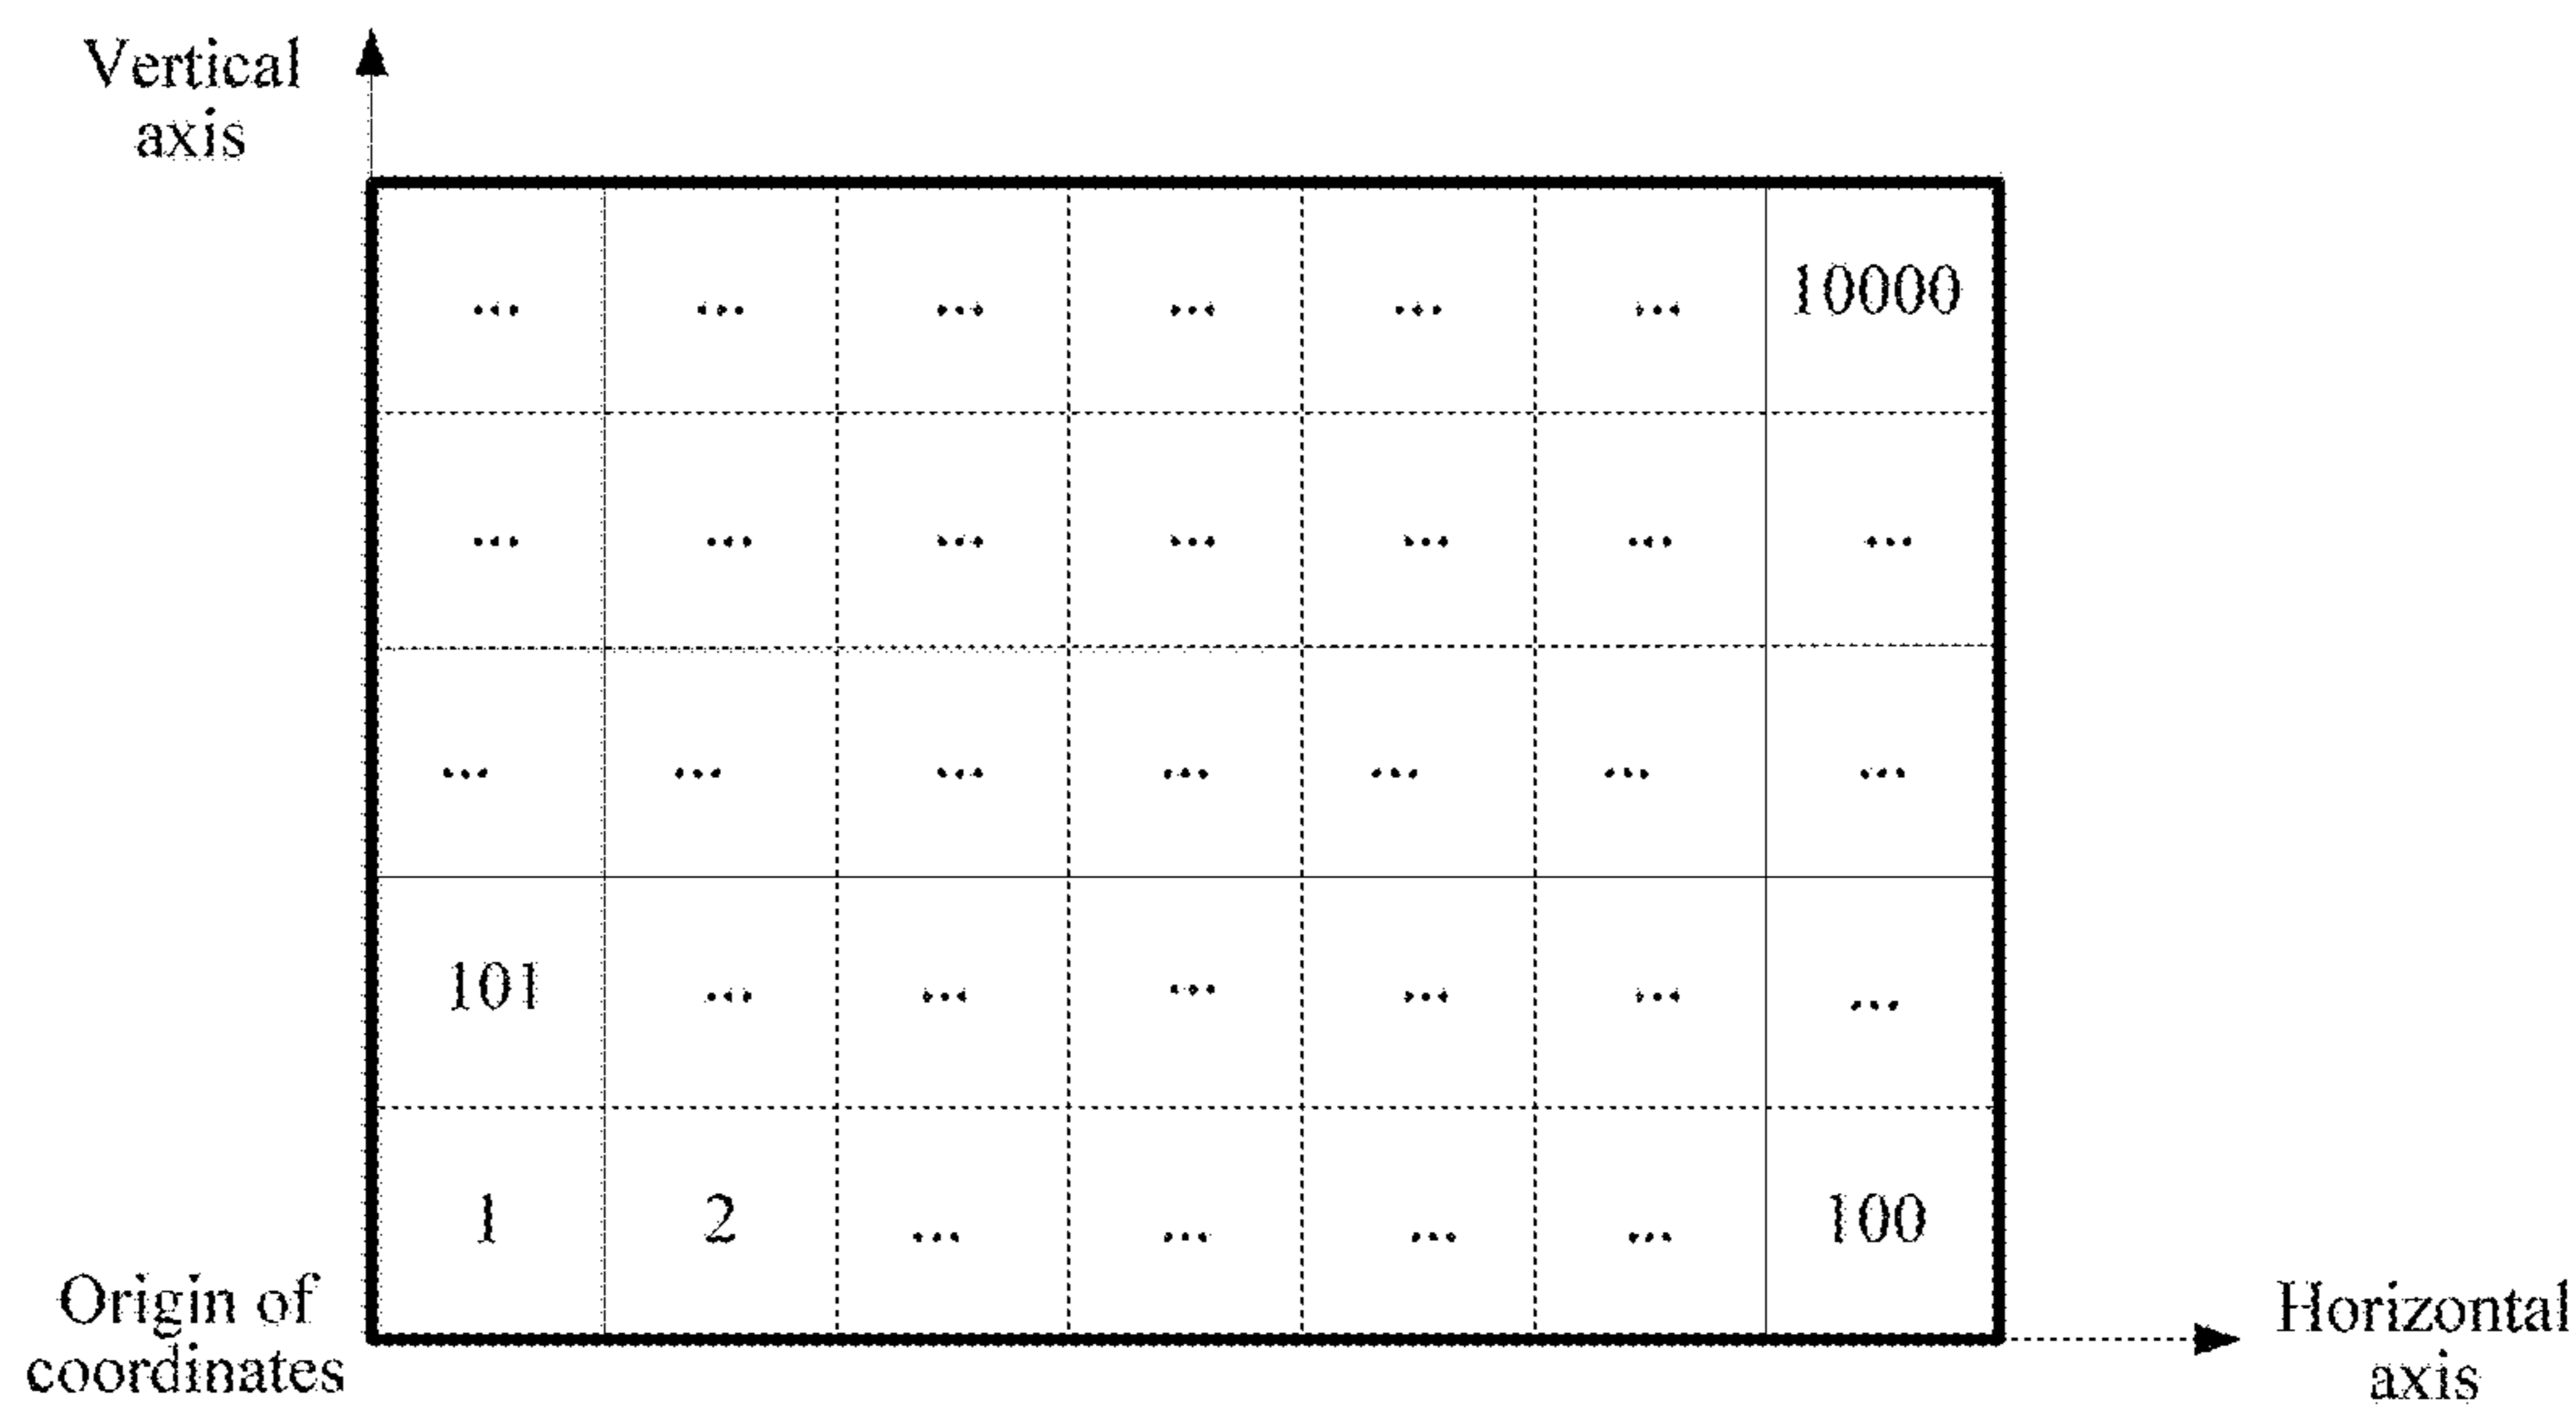 Vertical
axis
... ... ... ... ... ... 10000
... ... ... ... ... ... ...
... ... ... ... ... ... ...
101 ... ... ... ... ... ...
1 2 ... ... ... ... 100
Origin of
coordinates
Horizontal
axis